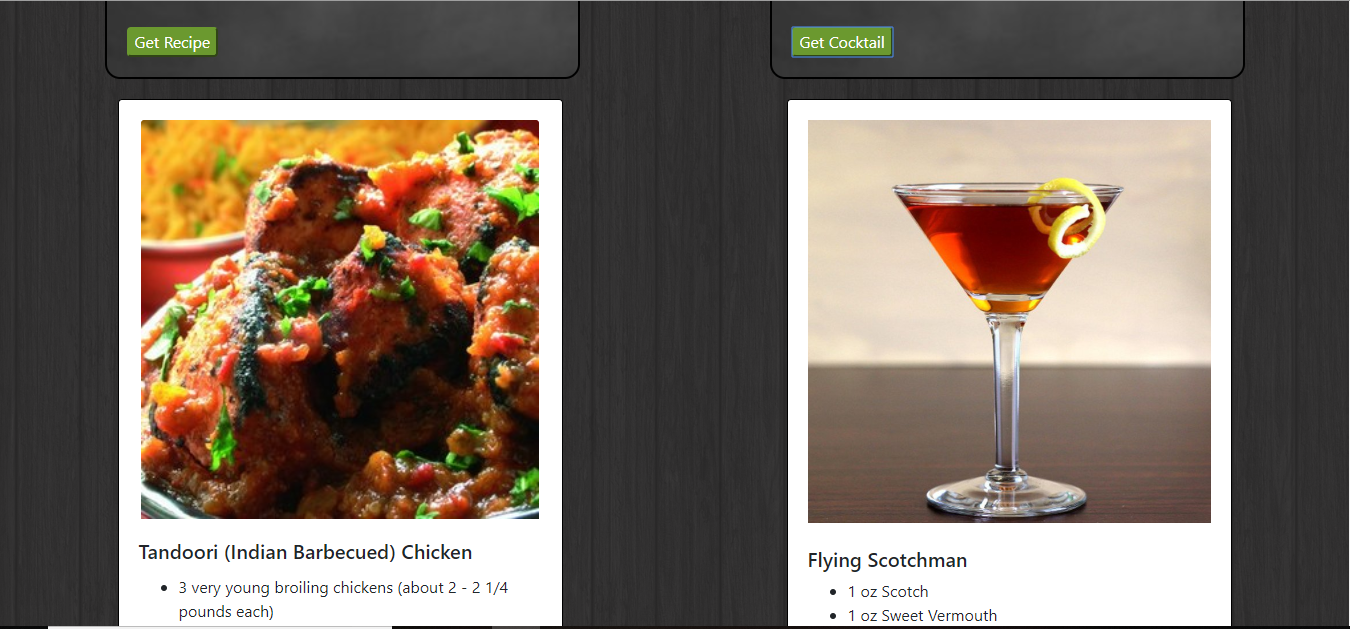 Get Recipe
Get Cocktail
Tandoori (Indian Barbecued) Chicken
3 very young broiling chickens (about 2 - 2 1/4
pounds each)
Flying Scotchman
1 oz Scotch
1 oz Sweet Vermouth